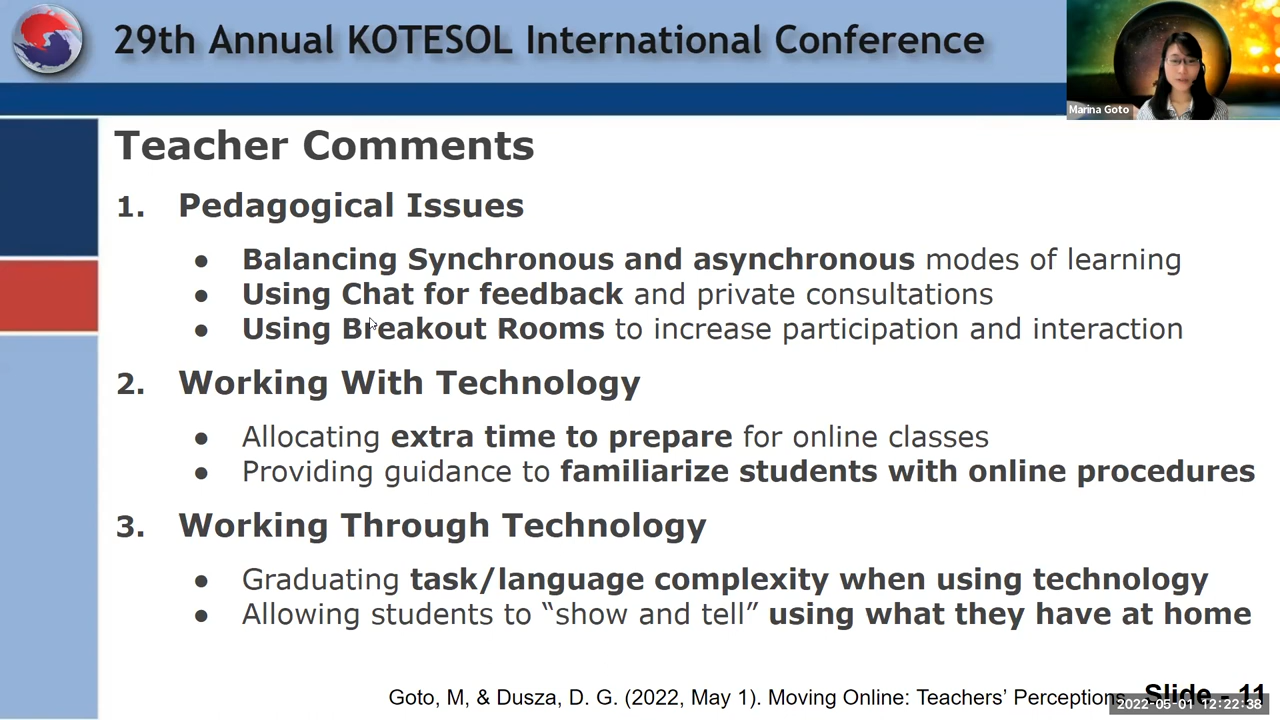 29th Annual KOTESOL International Conference
Marina Goto
Teacher Comments
1. Pedagogical Issues
● Balancing Synchronous and asynchronous modes of learning
● Using Chat for feedback and private consultations
● Using Breakout Rooms to increase participation and interaction
2. Working With Technology
● Allocating extra time to prepare for online classes
● Providing guidance to familiarize students with online procedures
3. Working Through Technology
● Graduating task/language complexity when using technology
● Allowing students to “show and tell” using what they have at home
Goto, M, & Dusza, D. G. (2022, May 1). Moving Online: Teachers’ Perceptions. Slide - 11
2022-05-01 12:22:38